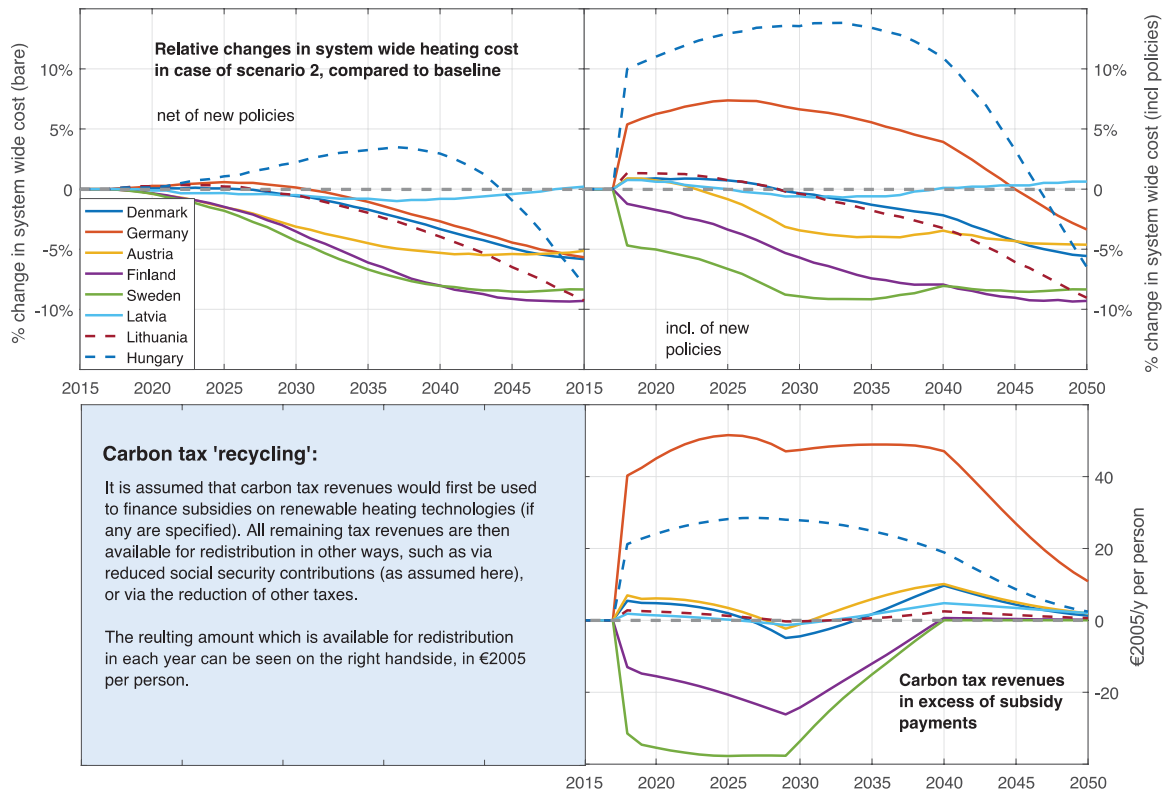 10%
5%
0
-5%
-10%
% change in system wide cost (bare)
Relative changes in system wide heating cost
in case of scenario 2, compared to baseline
net of new policies
Denmark
Germany
Austria
Finland
Sweden
Latvia
Lithuania
Hungary
2015
2020
2025
2030
2035
2040
2045
10%
5%
0
-5%
-10%
% change in system wide cost (incl policies)
incl. of new
policies
2015
2020
2025
2030
2035
2040
2045
2050
Carbon tax 'recycling':
It is assumed that carbon tax revenues would first be used
to finance subsidies on renewable heating technologies (if
any are specified). All remaining tax revenues are then
available for redistribution in other ways, such as via
reduced social security contributions (as assumed here),
or via the reduction of other taxes.
The reulting amount which is available for redistribution
in each year can be seen on the right handside, in €2005
per person.
40
20
0
-20
€2005/y per person
Carbon tax revenues
in excess of subsidy
payments
2015
2020
2025
2030
2035
2040
2045
2050